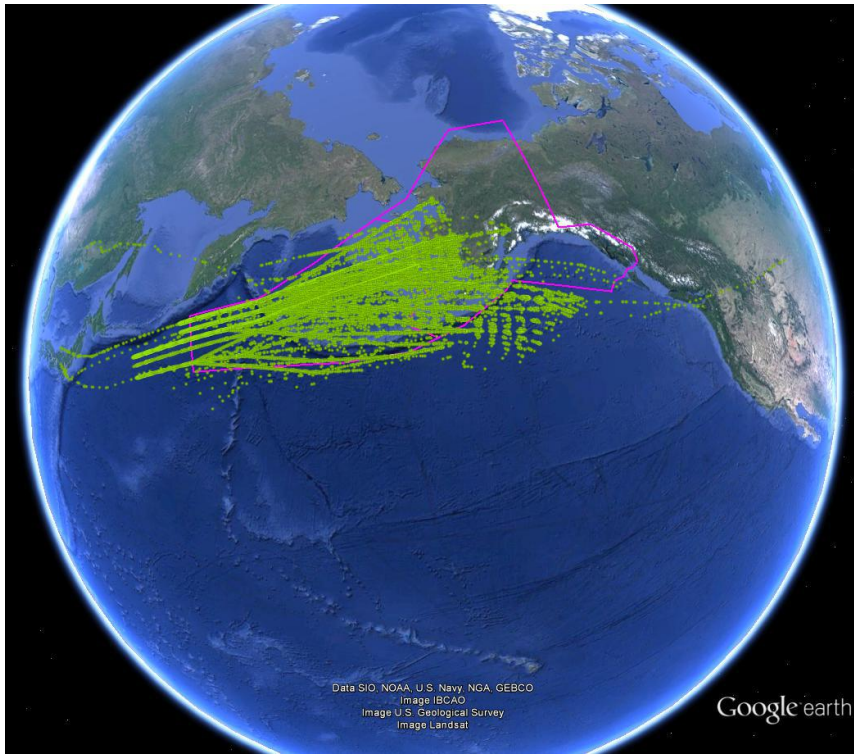 Data SIO, NOAA, U.S. Navy, NGA, GEBCO
Image IBCAO
Image U.S. Geological Survey
Image Landsat
Google earth